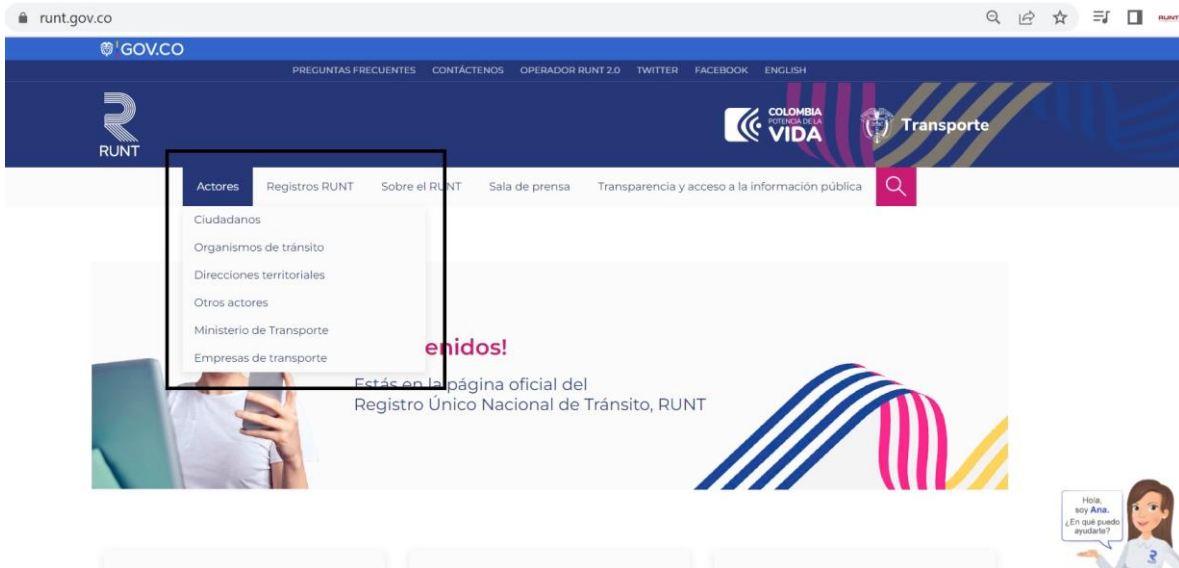 runt.gov.co
RUNT
GOV.CO
PREGUNTAS FRECUENTES CONTÁCTENOS OPERADOR RUNT 2.0 TWITTER FACEBOOK ENGLISH
RUNT
COLOMBIA
POTENCIA DE LA
VIDA
Transporte
Actores Registros RUNT Sobre el RUNT Sala de prensa Transparencia y acceso a la información pública
Ciudadanos
Organismos de tránsito
Direcciones territoriales
Otros actores
Ministerio de Transporte
Empresas de transporte
enidos!
Estás en la página oficial del
Registro Único Nacional de Tránsito, RUNT
Hola,
soy Ana.
¿En qué puedo
ayudarte?